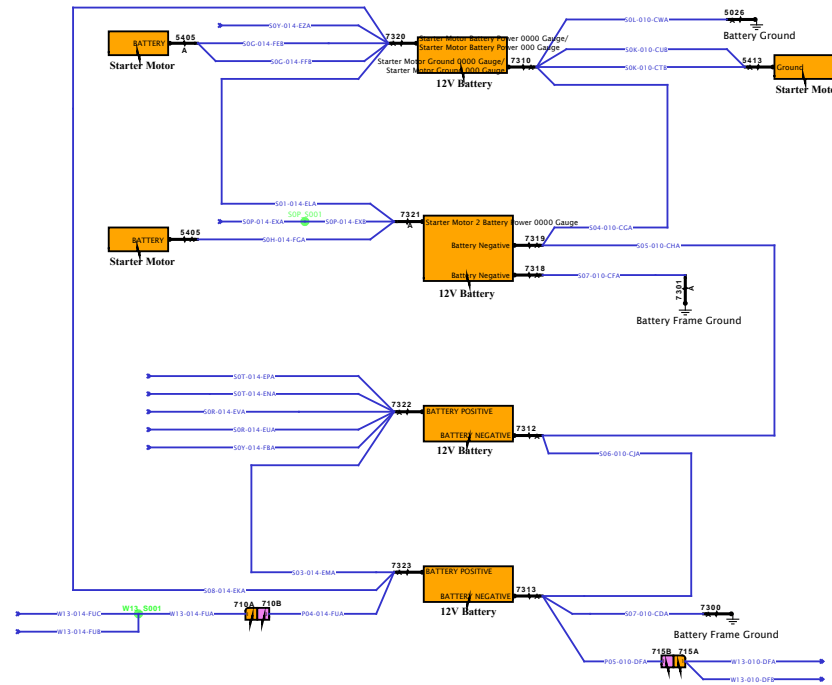 S0L-010-CWA
5026
S0Y-014-EZA
Battery Ground
BATTERY
5405
A
S0G-014-FEB
S0G-014-FFB
Starter Motor
7320
Starter Motor Battery Power 0000 Gauge/
Starter Motor Battery Power 000 Gauge
Starter Motor Ground 0000 Gauge/
Starter Motor Ground 000 Gauge
7310
12V Battery
S0K-010-CUB
S0K-010-CTB
5413
Ground
Starter Moto
S01-014-ELA
S0P_S001
S0P-014-EXA
S0P-014-EXB
S0H-014-FGA
7321
A
BATTERY
5405
Starter Motor
Starter Motor 2 Battery Power 0000 Gauge
Battery Negative
7319
Battery Negative
7318
12V Battery
S04-010-CGA
S05-010-CHA
S07-010-CFA
7301
A
Battery Frame Ground
S0T-014-EPA
S0T-014-ENA
S0R-014-EVA
S0R-014-EUA
S0Y-014-FBA
7322
BATTERY POSITIVE
BATTERY NEGATIVE
7312
12V Battery
S06-010-CJA
S03-014-EMA
S08-014-EKA
7323
BATTERY POSITIVE
BATTERY NEGATIVE
7313
12V Battery
W13-014-FUC
W13_S001
W13-014-FUA
710A
710B
P04-014-FUA
W13-014-FUB
S07-010-CDA
7300
Battery Frame Ground
P05-010-DFA
715B
715A
W13-010-DFA
W13-010-DFB